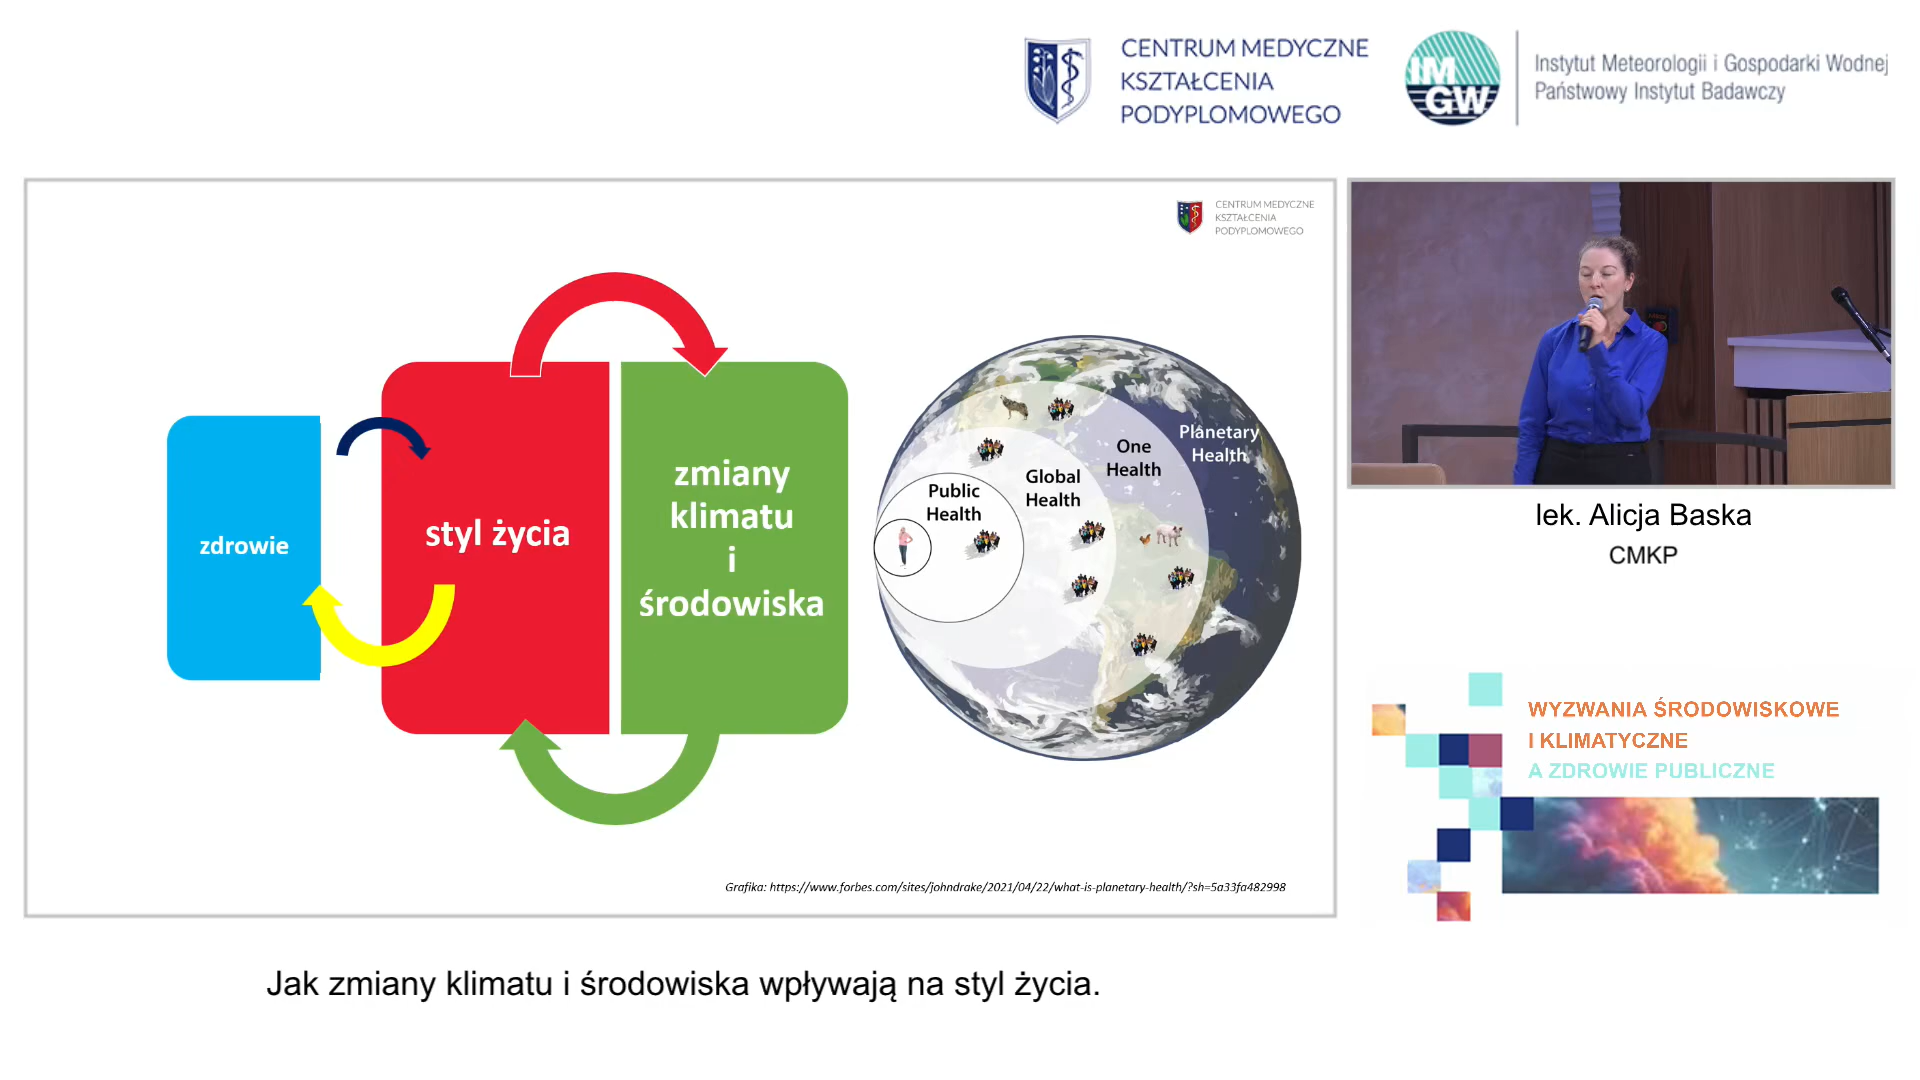 CENTRUM MEDYCZNE
KSZTAŁCENIA
PODYPLOMOWEGO
IM
GW
Instytut Meteorologii i Gospodarki Wodnej
Państwowy Instytut Badawczy
CENTRUM MEDYCZNE
KSZTAŁCENIA
PODYPLOMOWEGO
zdrowie
styl życia
zmiany
klimatu
i
środowiska
Public
Health
Global
Health
One
Health
Planetary
Health
Grafika: https://www.forbes.com/sites/johndrake/2021/04/22/what-is-planetary-health/?sh=5a33fa482998
lek. Alicja Baska
CMKP
WYZWANIA ŚRODOWISKOWE
I KLIMATYCZNE
A ZDROWIE PUBLICZNE
Jak zmiany klimatu i środowiska wpływają na styl życia.